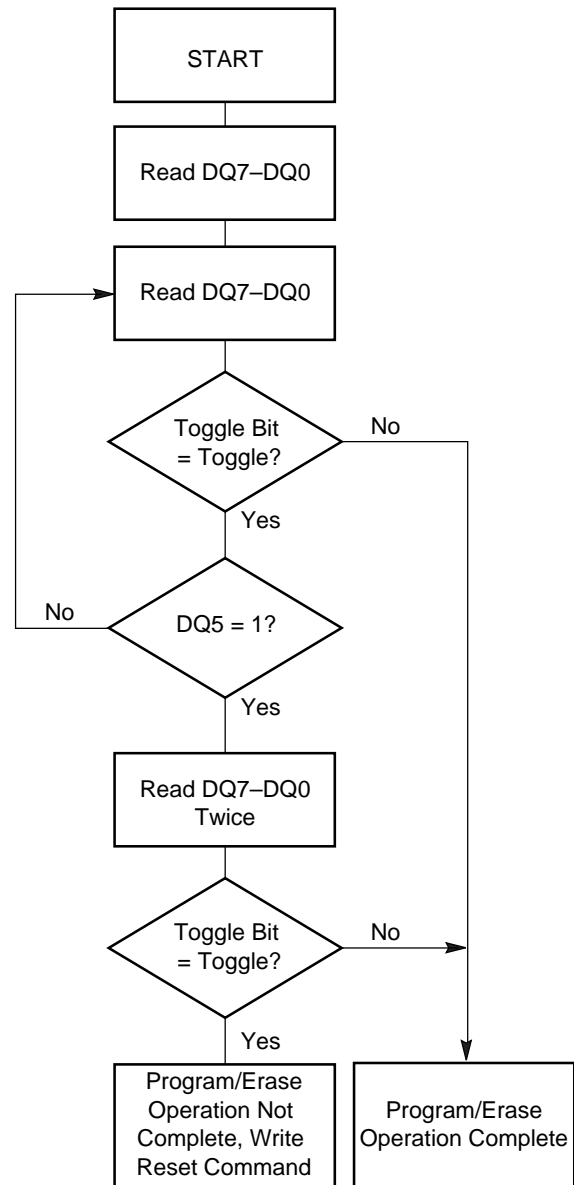 START
Read DQ7–DQ0
Read DQ7–DQ0
Toggle Bit
= Toggle?
No
Yes
DQ5 = 1?
No
Yes
Read DQ7–DQ0
Twice
Toggle Bit
= Toggle?
No
Yes
Program/Erase
Operation Not
Complete, Write
Reset Command
Program/Erase
Operation Complete